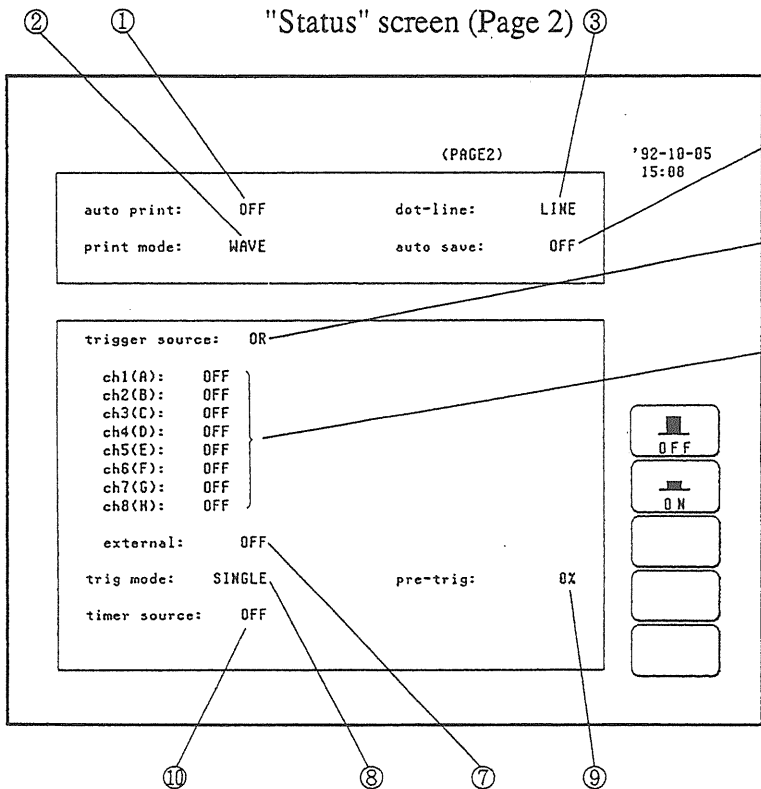 "Status" screen (Page 2) ③
② ①
(PAGE2) '92-10-05
15:08
auto print: OFF dot-line: LINE
print mode: WAVE auto save: OFF
trigger source: OR
ch1(A): OFF
ch2(B): OFF
ch3(C): OFF
ch4(D): OFF
ch5(E): OFF
ch6(F): OFF
ch7(G): OFF
ch8(H): OFF
external: OFF
trig mode: SINGLE pre-trig: 0%
timer source: OFF
OFF
ON
⑩ ⑧ ⑦ ⑨